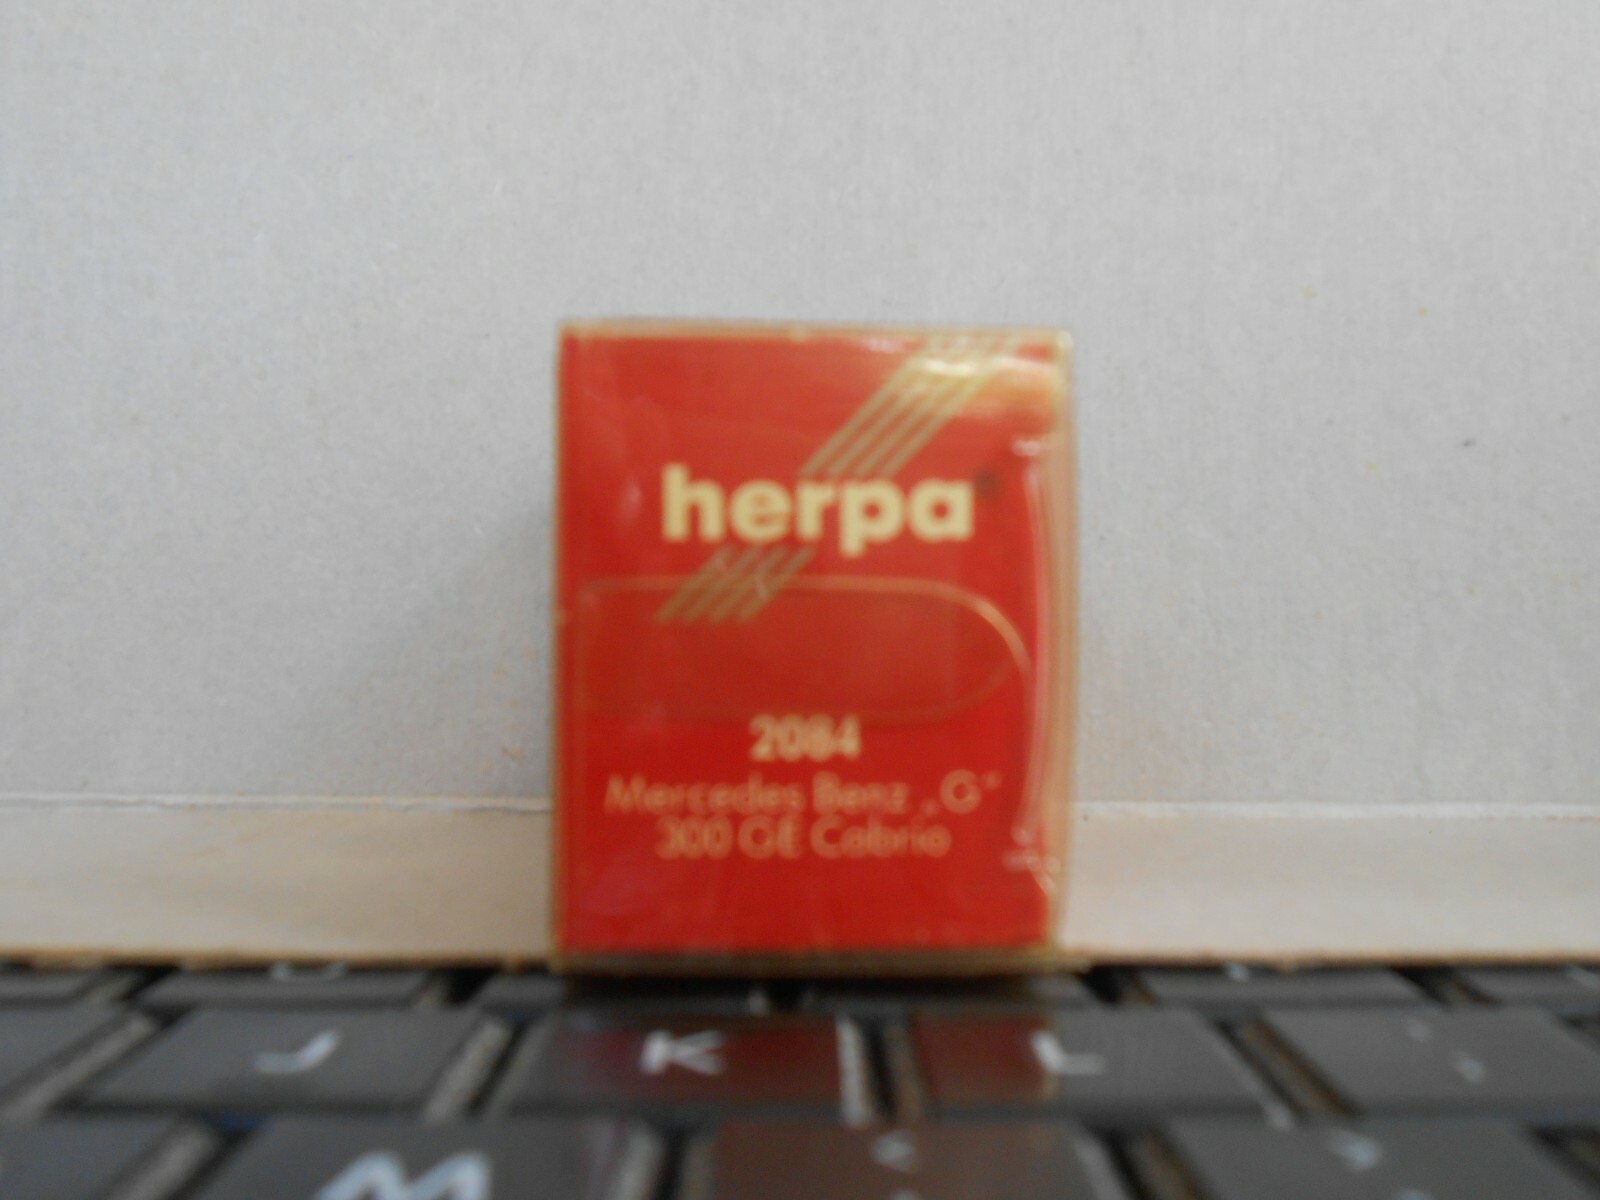 herpa
2084
Mercedes Benz „G“
300 GE Cabrio
J K L
M